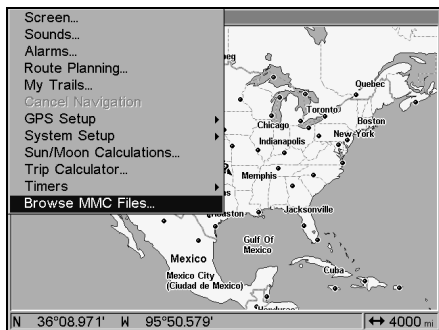 Screen...
Sounds...
Alarms...
Route Planning...
My Trails...
Cancel Navigation
GPS Setup
System Setup
Sun/Moon Calculations...
Trip Calculator...
Timers
Browse MMC Files...
Quebec
Toronto
Boston
Chicago
New York
Indianapolis
Memphis
Jacksonville
Gulf Of
Mexico
Mexico
Cuba
Mexico City
(Ciudad de Mexico)
N 36°08.971' W 95°50.579' ↔ 4000 mi